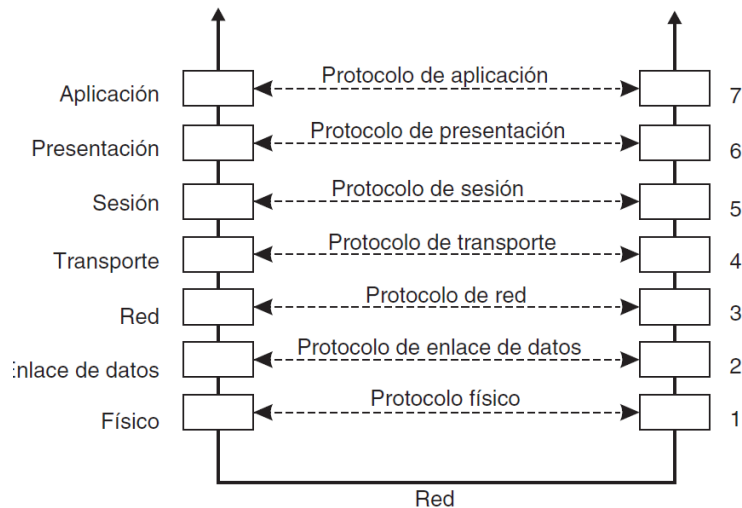 Protocolo de aplicación
Aplicación 7
Protocolo de presentación
Presentación 6
Protocolo de sesión
Sesión 5
Protocolo de transporte
Transporte 4
Protocolo de red
Red 3
Protocolo de enlace de datos
nlace de datos 2
Protocolo físico
Físico 1
Red